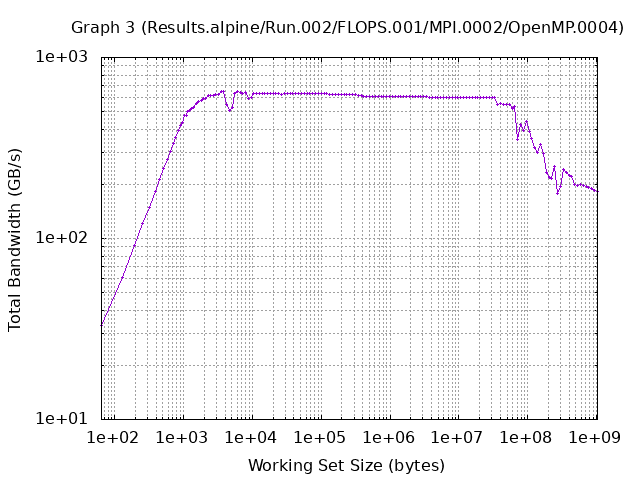 Graph 3 (Results.alpine/Run.002/FLOPS.001/MPI.0002/OpenMP.0004)
1e+03
1e+02
1e+01
Total Bandwidth (GB/s)
1e+02 1e+03 1e+04 1e+05 1e+06 1e+07 1e+08 1e+09
Working Set Size (bytes)